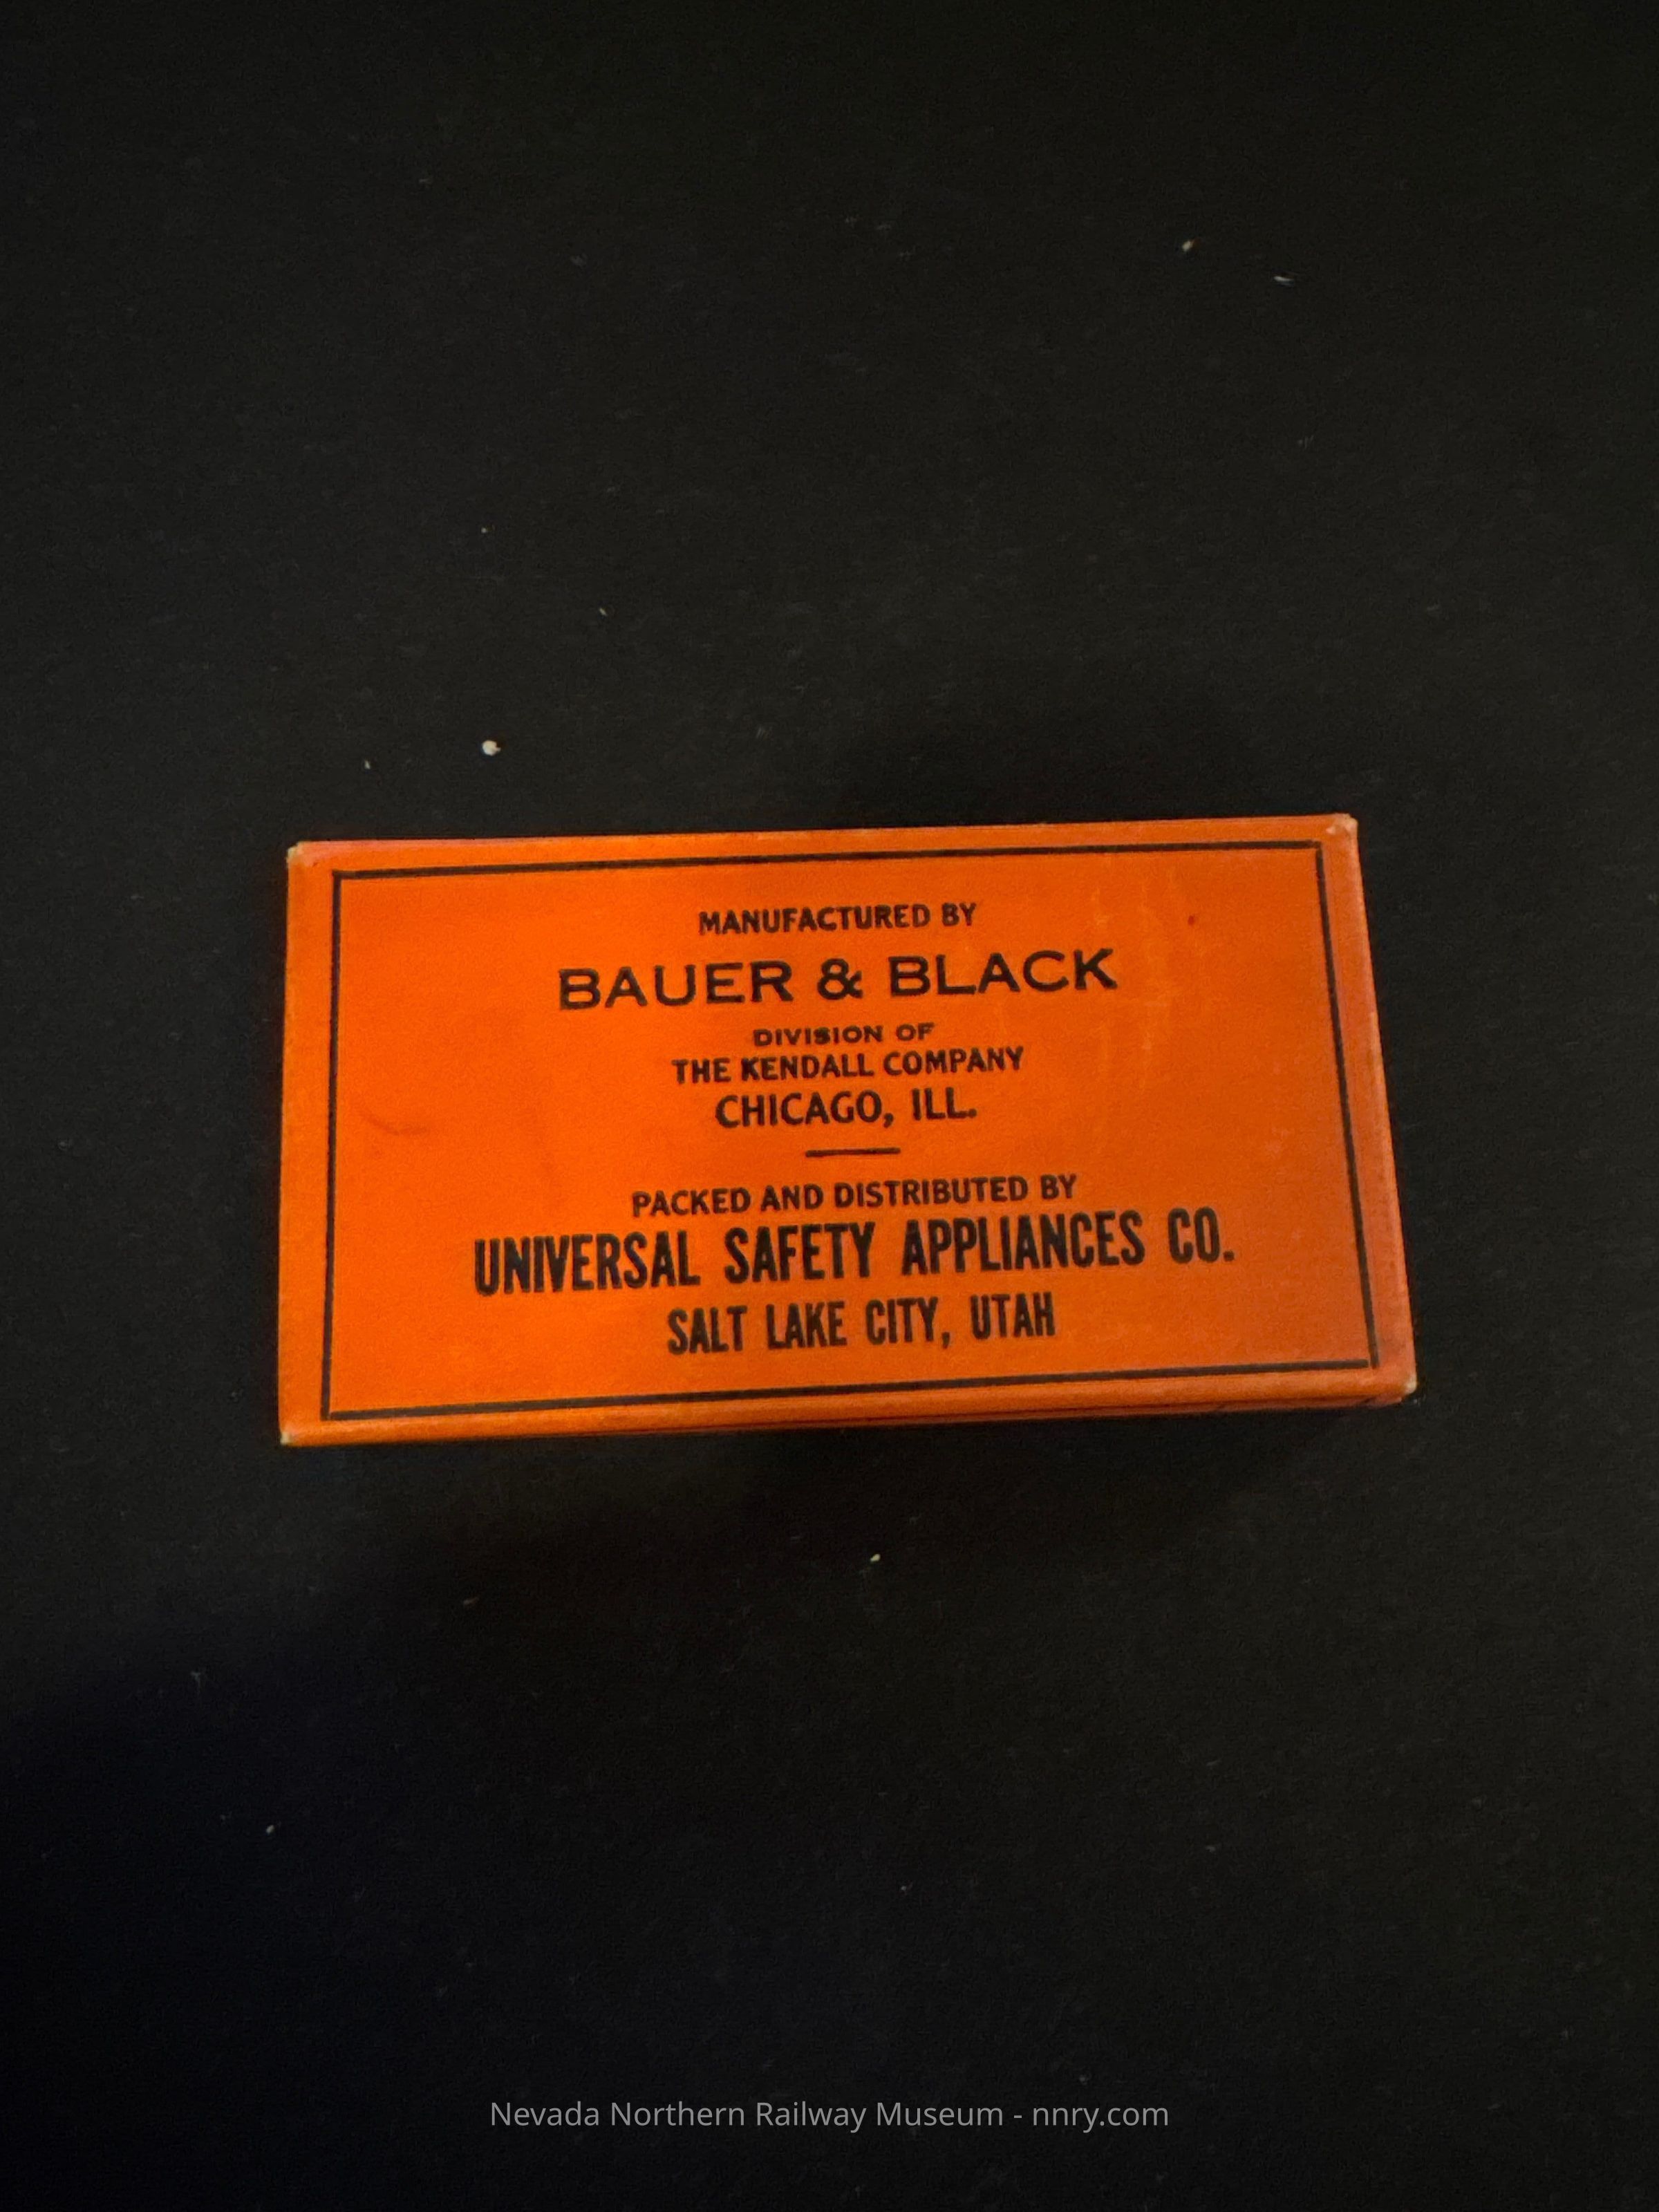 MANUFACTURED BY
BAUER & BLACK
DIVISION OF
THE KENDALL COMPANY
CHICAGO, ILL.
PACKED AND DISTRIBUTED BY
UNIVERSAL SAFETY APPLIANCES CO.
SALT LAKE CITY, UTAH
Nevada Northern Railway Museum - nnry.com